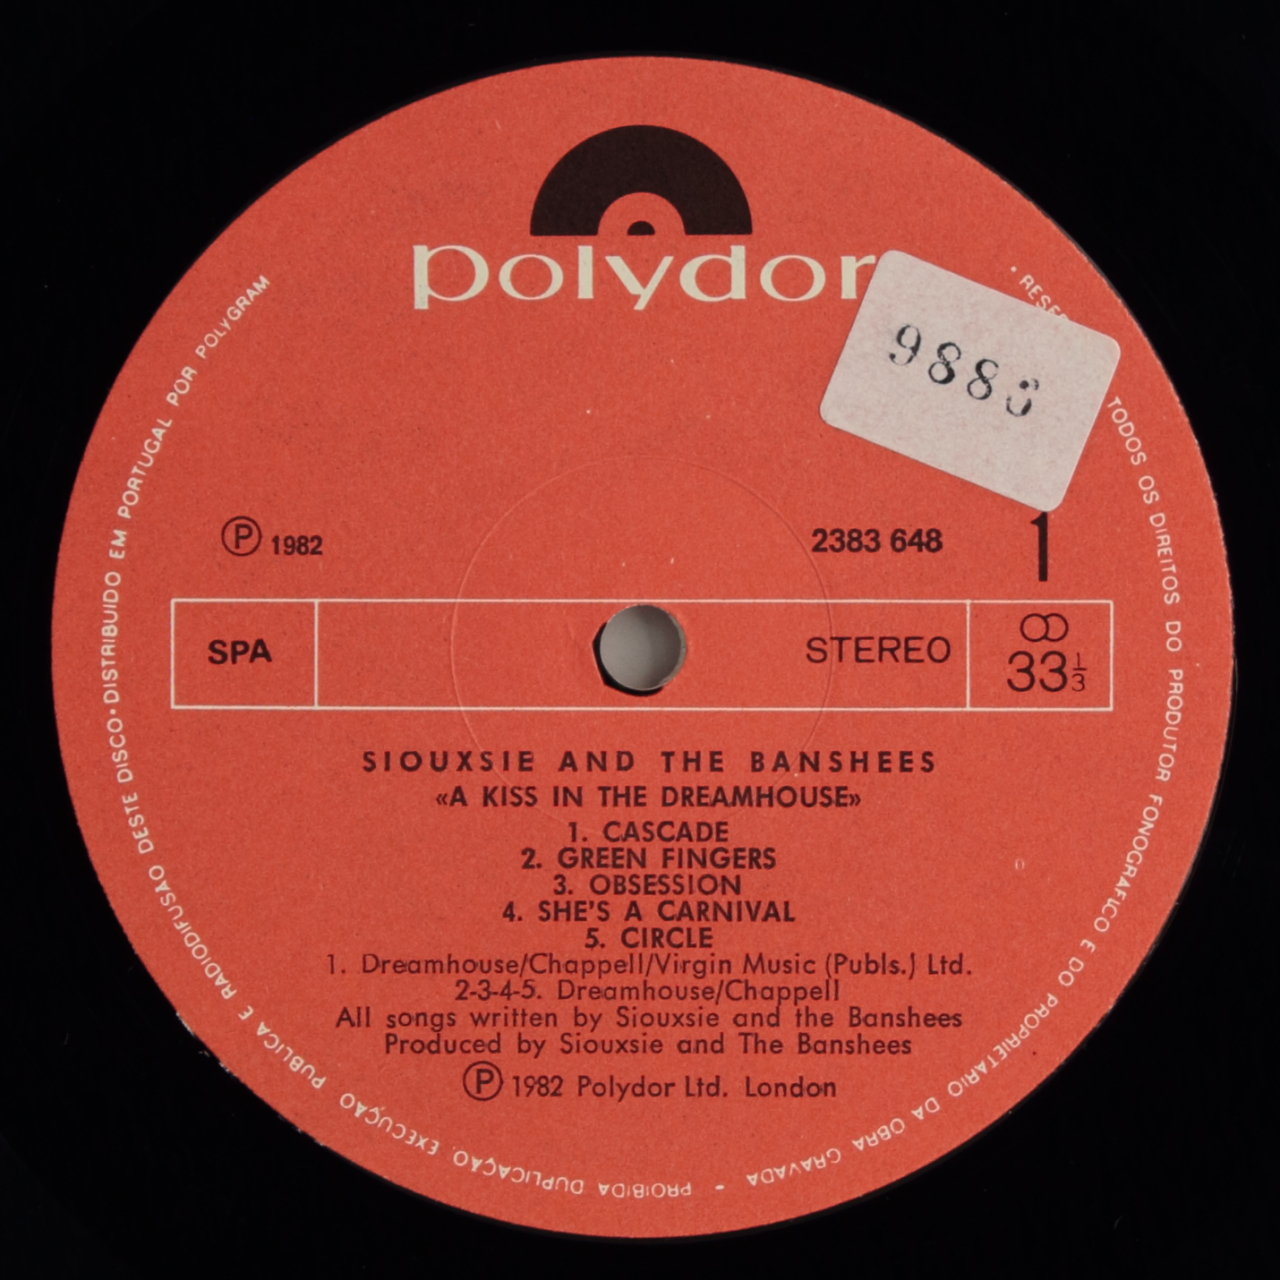 polydor
9886
Ⓟ 1982
2383 648
1
SPA
STEREO
33 1/3
SIOUXSIE AND THE BANSHEES
«A KISS IN THE DREAMHOUSE»
1. CASCADE
2. GREEN FINGERS
3. OBSESSION
4. SHE'S A CARNIVAL
5. CIRCLE
1. Dreamhouse/Chappell/Virgin Music (Publs.) Ltd.
2-3-4-5. Dreamhouse/Chappell
All songs written by Siouxsie and the Banshees
Produced by Siouxsie and The Banshees
Ⓟ 1982 Polydor Ltd. London
TODOS OS DIREITOS DO PRODUTOR FONOGRAFICO E DO PROPRIETARIO DA OBRA GRAVADA • PROIBIDA DUPLICAÇÃO, EXECUÇÃO PUBLICA E RADIODIFUSÃO DESTE DISCO • DISTRIBUIDO EM PORTUGAL POR POLYGRAM